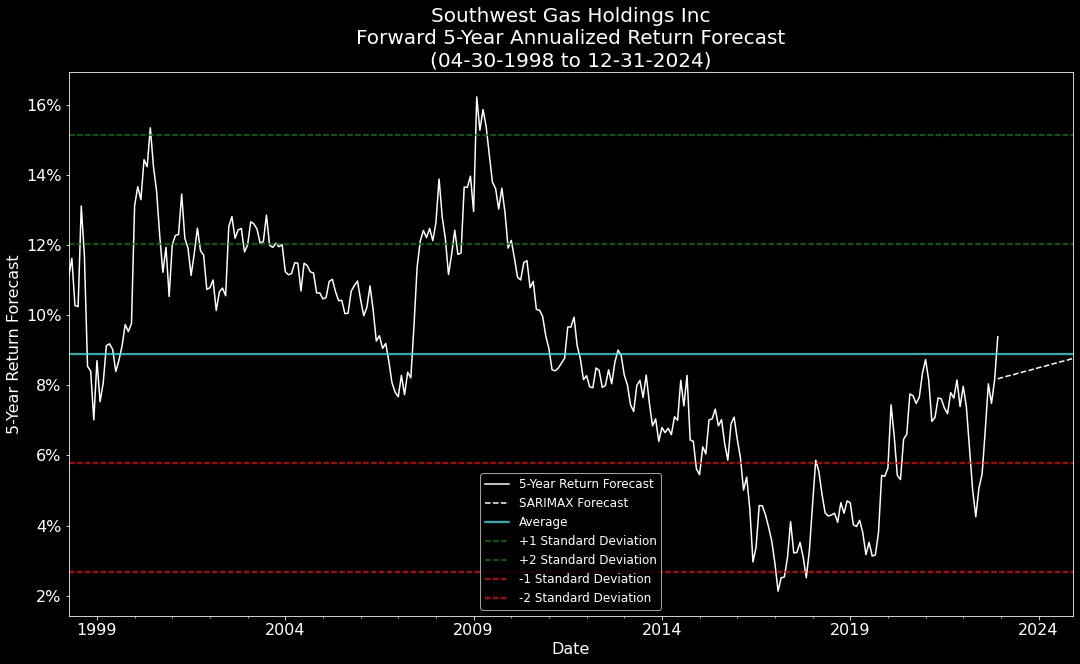 Southwest Gas Holdings Inc
Forward 5-Year Annualized Return Forecast
(04-30-1998 to 12-31-2024)
5-Year Return Forecast
16%
14%
12%
10%
8%
6%
4%
2%
5-Year Return Forecast
SARIMAX Forecast
Average
+1 Standard Deviation
+2 Standard Deviation
-1 Standard Deviation
-2 Standard Deviation
1999 2004 2009 2014 2019 2024
Date